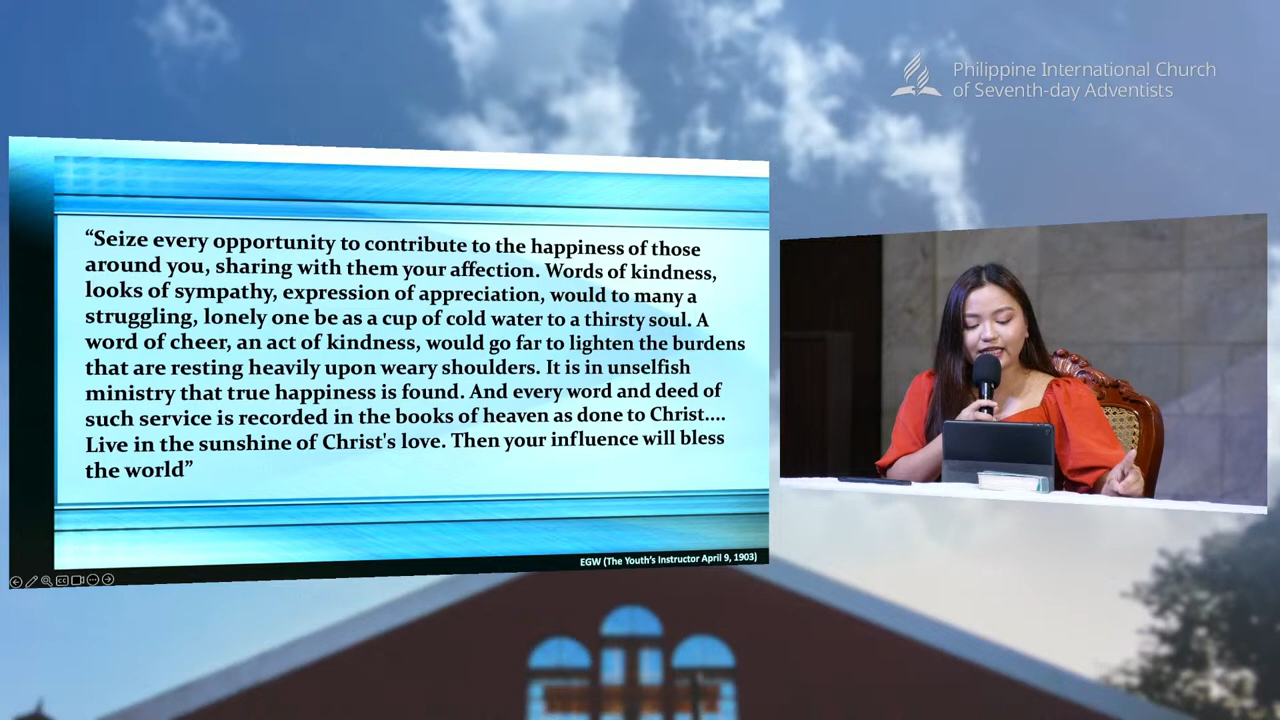 Philippine International Church
of Seventh-day Adventists
“Seize every opportunity to contribute to the happiness of those
around you, sharing with them your affection. Words of kindness,
looks of sympathy, expression of appreciation, would to many a
struggling, lonely one be as a cup of cold water to a thirsty soul. A
word of cheer, an act of kindness, would go far to lighten the burdens
that are resting heavily upon weary shoulders. It is in unselfish
ministry that true happiness is found. And every word and deed of
such service is recorded in the books of heaven as done to Christ....
Live in the sunshine of Christ's love. Then your influence will bless
the world”
EGW (The Youth’s Instructor April 9, 1903)